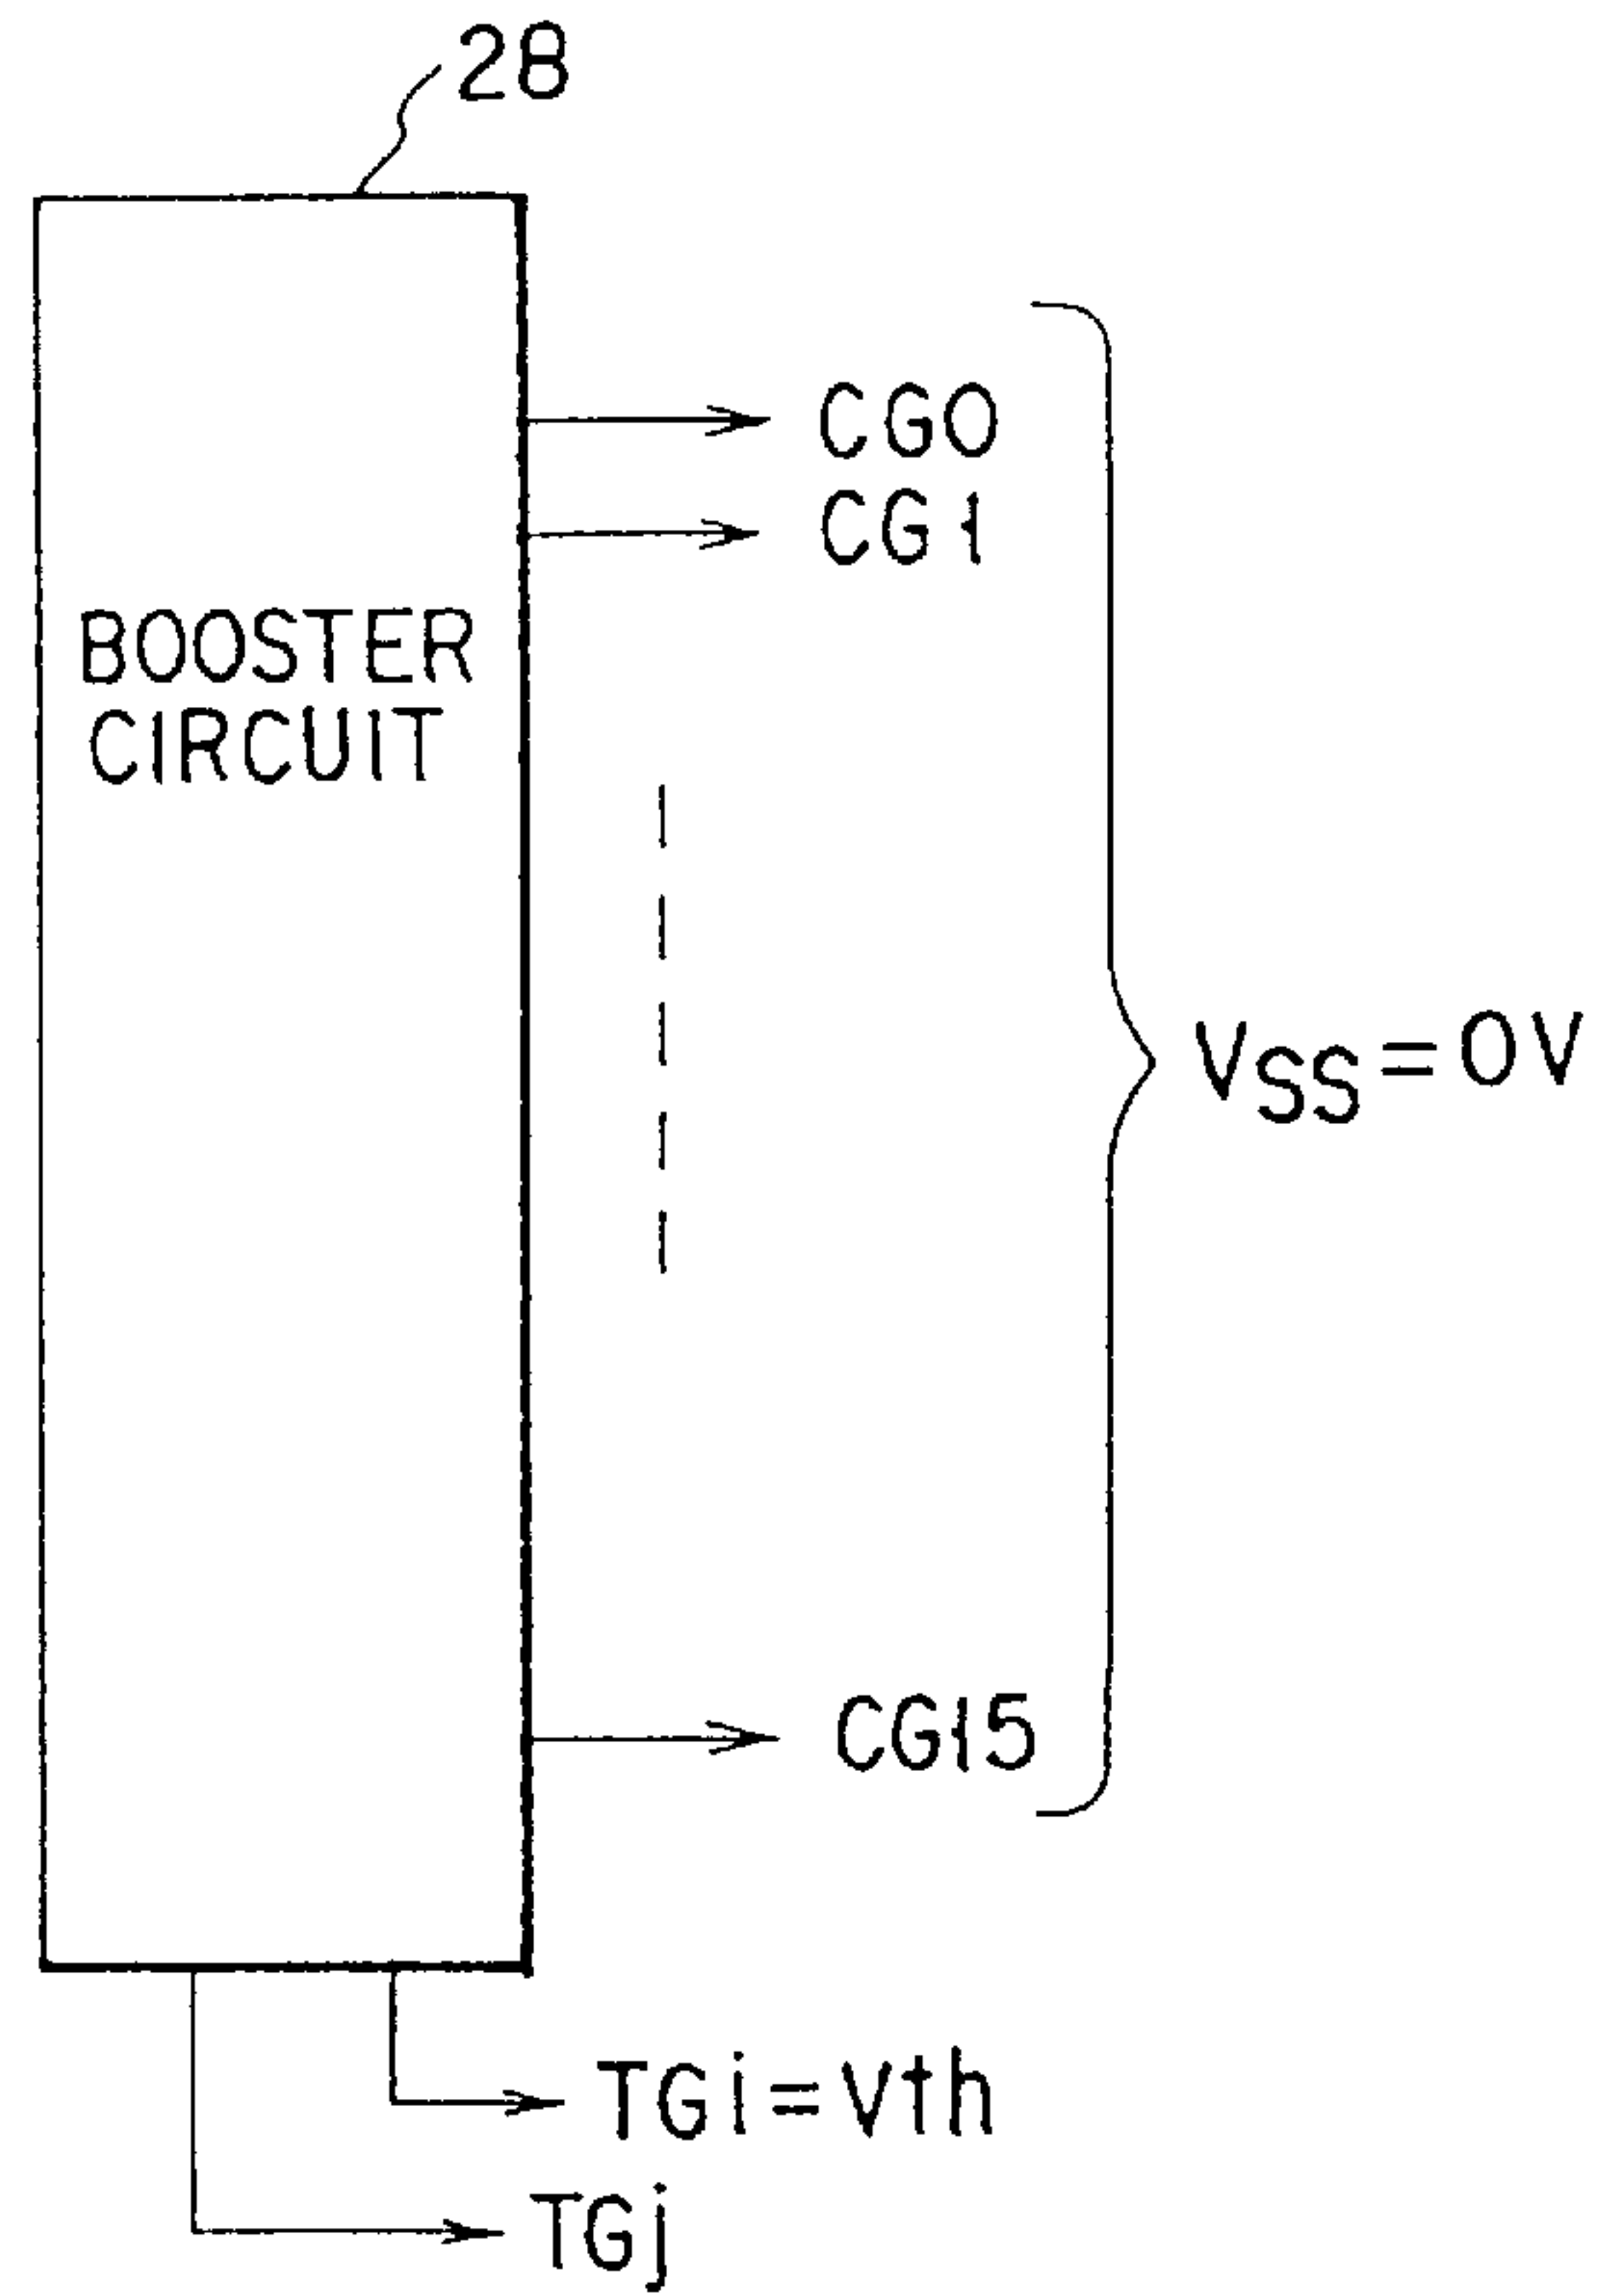 28
CG0
CG1
BOOSTER
CIRCUIT
VSS=0V
CG15
TGi=Vth
TGj